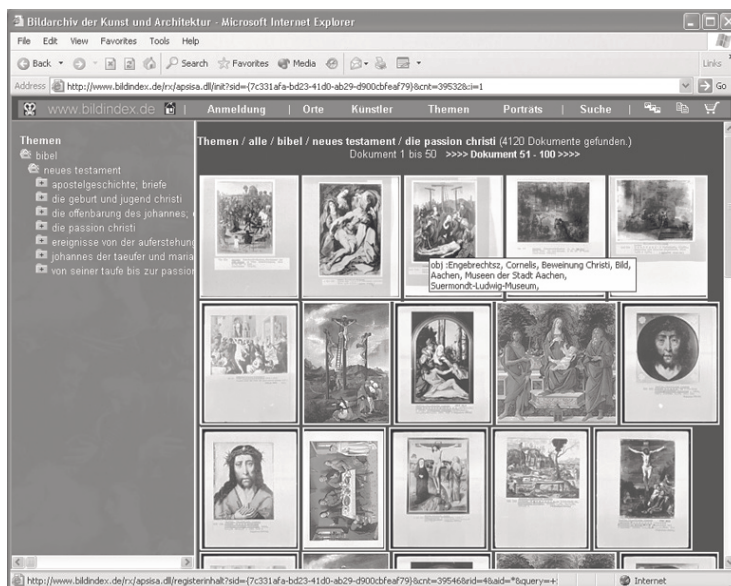 Bildarchiv der Kunst und Architektur - Microsoft Internet Explorer
File Edit View Favorites Tools Help
Back Search Favorites Media Links
Address http://www.bildindex.de/rx/apsisa.dll/init?sid={7c331afa-bd23-41d0-ab29-d900cbfeaf79}&cnt=39532&i=1 Go
www.bildindex.de | Anmeldung | Orte Künstler Themen Porträts | Suche |
Themen
bibel
neues testament
apostelgeschichte; briefe
die geburt und jugend christi
die offenbarung des johannes;
die passion christi
ereignisse von der auferstehung
johannes der taeufer und maria
von seiner taufe bis zur passion
Themen / alle / bibel / neues testament / die passion christi (4120 Dokumente gefunden.)
Dokument 1 bis 50 >>>> Dokument 51 - 100 >>>>
obj :Engebrechtsz, Cornelis, Beweinung Christi, Bild,
Aachen, Museen der Stadt Aachen,
Suermondt-Ludwig-Museum,
http://www.bildindex.de/rx/apsisa.dll/registerinhalt?sid={7c331afa-bd23-41d0-ab29-d900cbfeaf79}&cnt=39546&rid=4&aid=*&query=+ Internet